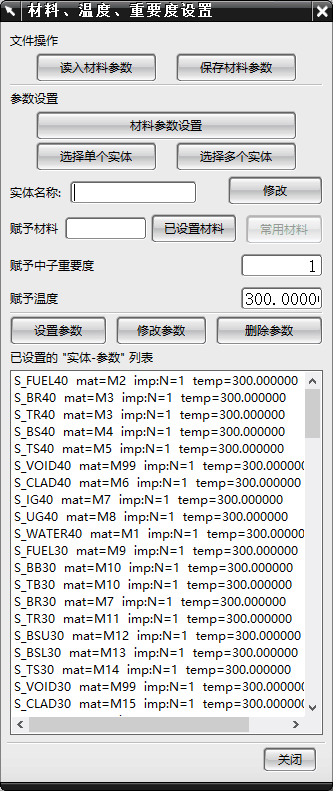 材料、温度、重要度设置
文件操作
读入材料参数 保存材料参数
参数设置
材料参数设置
选择单个实体 选择多个实体
实体名称: 修改
赋予材料 已设置材料 常用材料
赋予中子重要度 1
赋予温度 300.0000
设置参数 修改参数 删除参数
已设的 "实体-参数" 列表
S_FUEL40 mat=M2 imp:N=1 temp=300.000000
S_BR40 mat=M3 imp:N=1 temp=300.000000
S_TR40 mat=M3 imp:N=1 temp=300.000000
S_BS40 mat=M4 imp:N=1 temp=300.000000
S_TS40 mat=M5 imp:N=1 temp=300.000000
S_VOID40 mat=M99 imp:N=1 temp=300.000000
S_CLAD40 mat=M6 imp:N=1 temp=300.000000
S_IG40 mat=M7 imp:N=1 temp=300.000000
S_UG40 mat=M8 imp:N=1 temp=300.000000
S_WATER40 mat=M1 imp:N=1 temp=300.000000
S_FUEL30 mat=M9 imp:N=1 temp=300.000000
S_BB30 mat=M10 imp:N=1 temp=300.000000
S_TB30 mat=M10 imp:N=1 temp=300.000000
S_BR30 mat=M7 imp:N=1 temp=300.000000
S_TR30 mat=M11 imp:N=1 temp=300.000000
S_BSU30 mat=M12 imp:N=1 temp=300.000000
S_BSL30 mat=M13 imp:N=1 temp=300.000000
S_TS30 mat=M14 imp:N=1 temp=300.000000
S_VOID30 mat=M99 imp:N=1 temp=300.000000
S_CLAD30 mat=M15 imp:N=1 temp=300.000000
关闭